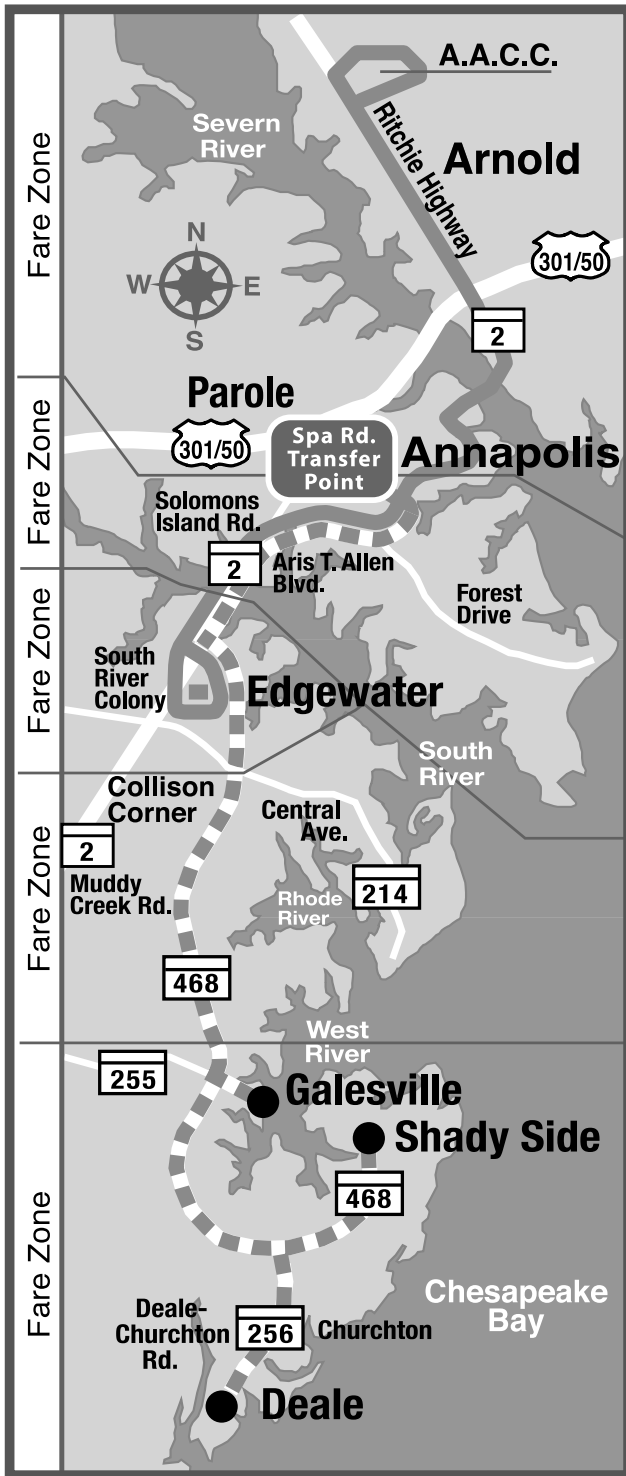 A.A.C.C.
Severn
River
Arnold
Ritchie Highway
Fare Zone
N
W
E
S
301/50
2
Parole
301/50
Spa Rd.
Transfer
Point
Annapolis
Fare Zone
Solomons
Island Rd.
2
Aris T. Allen
Blvd.
Forest
Drive
Fare Zone
South
River
Colony
Edgewater
South
River
Collison
Corner
Central
Ave.
2
Muddy
Creek Rd.
214
Rhode
River
Fare Zone
468
West
River
255
Galesville
Shady Side
468
Fare Zone
Chesapeake
Bay
Deale-
Churchton
Rd.
256
Churchton
Deale